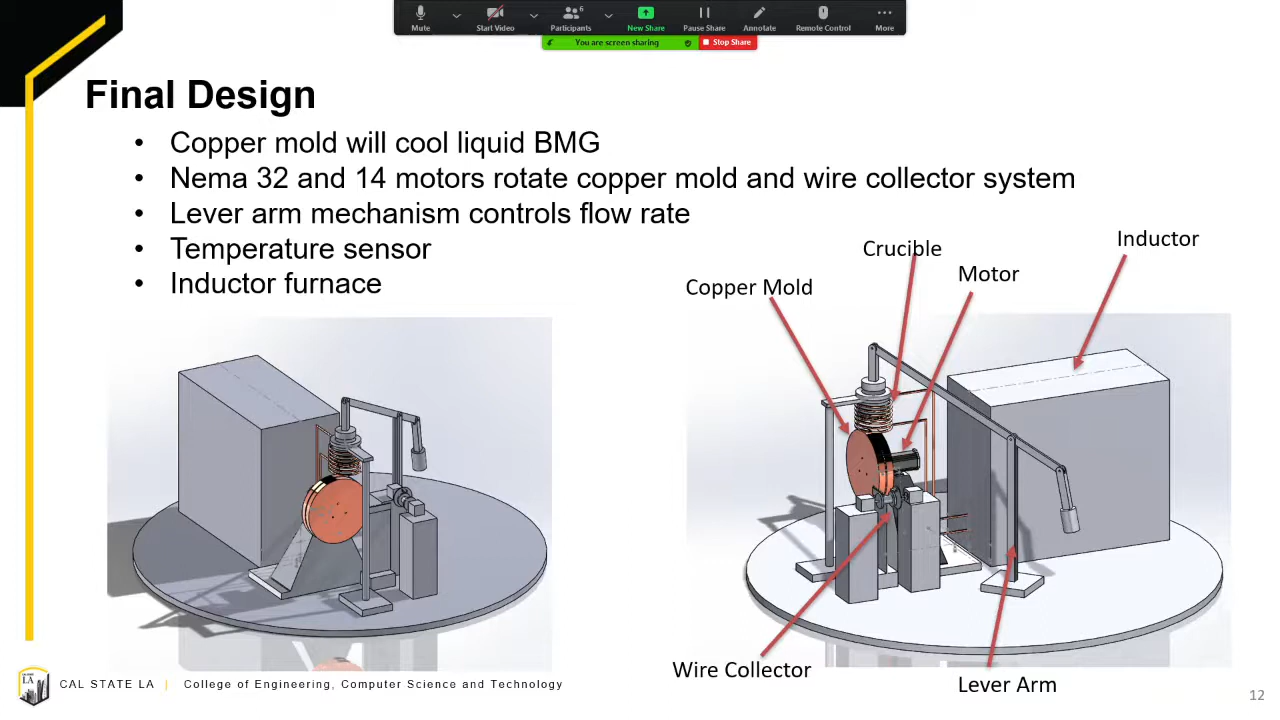 Mute
Start Video
Participants
6
New Share
Pause Share
Annotate
Remote Control
More
You are screen sharing
Stop Share
Final Design
• Copper mold will cool liquid BMG
• Nema 32 and 14 motors rotate copper mold and wire collector system
• Lever arm mechanism controls flow rate
• Temperature sensor
• Inductor furnace
Inductor
Crucible
Motor
Copper Mold
Wire Collector
Lever Arm
LA
CAL STATE LA | College of Engineering, Computer Science and Technology
12